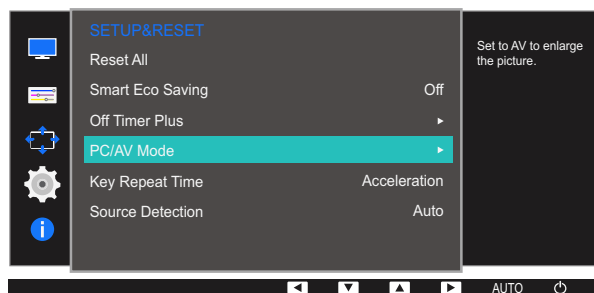 SETUP&RESET
Reset All
Smart Eco Saving Off
Off Timer Plus
PC/AV Mode
Key Repeat Time Acceleration
Source Detection Auto
Set to AV to enlarge
the picture.
AUTO